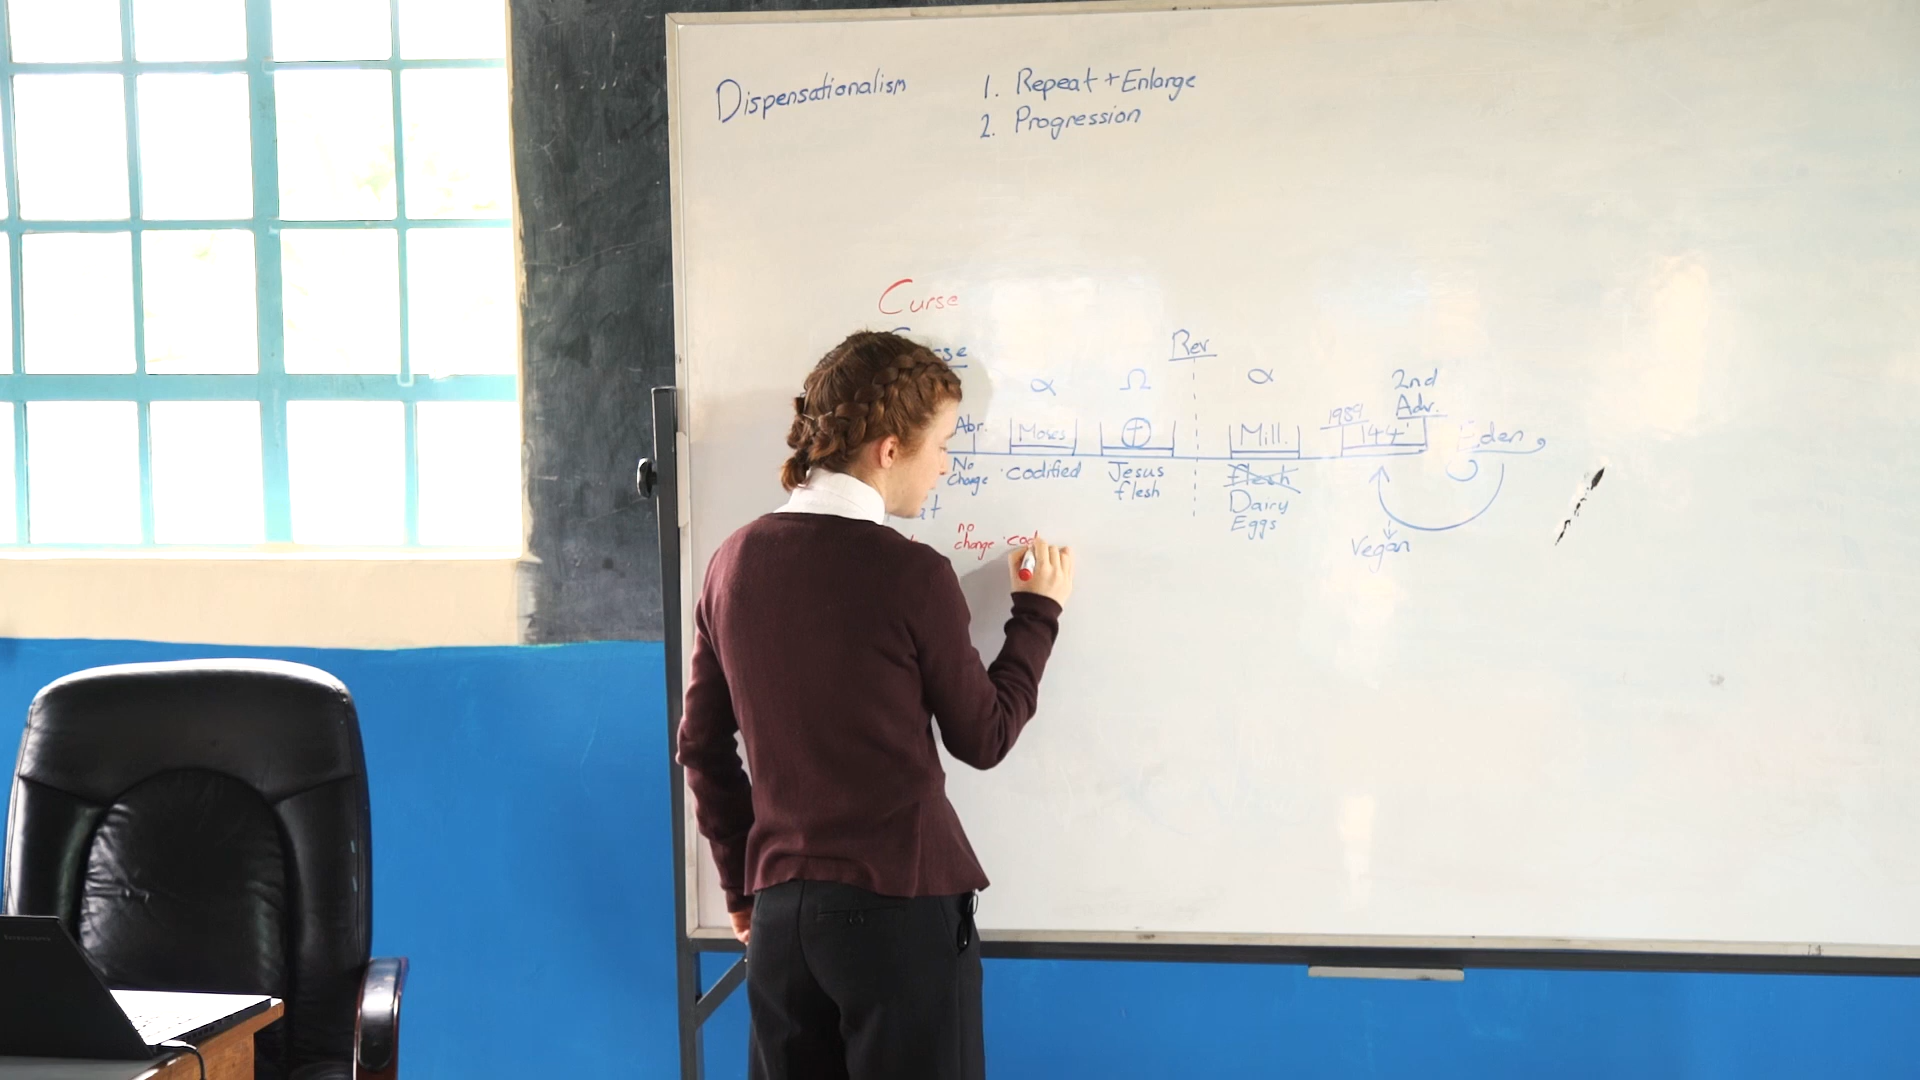 Dispensationalism
1. Repeat + Enlarge
2. Progression
Curse
Rev
α Ω α
2nd
Adv.
1989
Abr. Moses Mill. 144' Eden
No
Change
·codified
Jesus
flesh
Flesh
Dairy
Eggs
Vegan
no
change
·cod